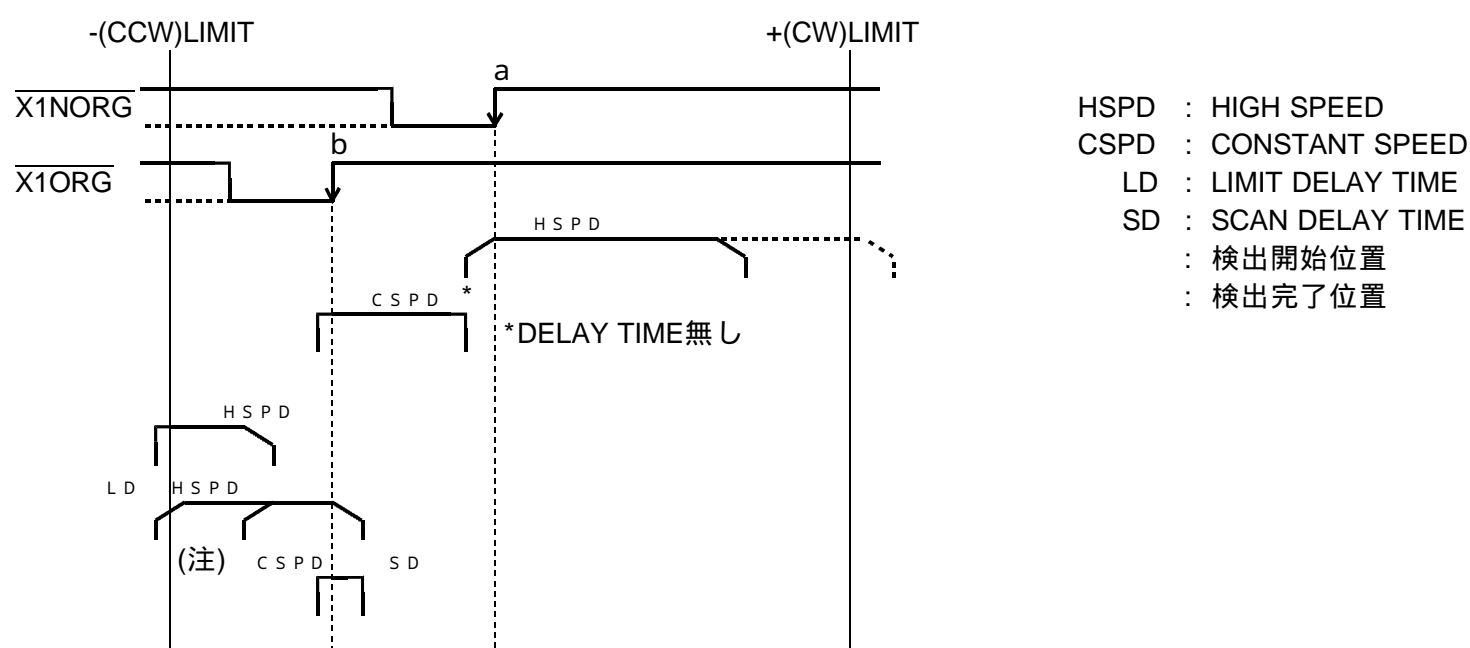 -(CCW)LIMIT
+(CW)LIMIT
a
X1NORG
b
X1ORG
HSPD
CSPD
*
*DELAY TIME無し
HSPD
LD HSPD
(注) CSPD SD
HSPD : HIGH SPEED
CSPD : CONSTANT SPEED
LD : LIMIT DELAY TIME
SD : SCAN DELAY TIME
: 検出開始位置
: 検出完了位置